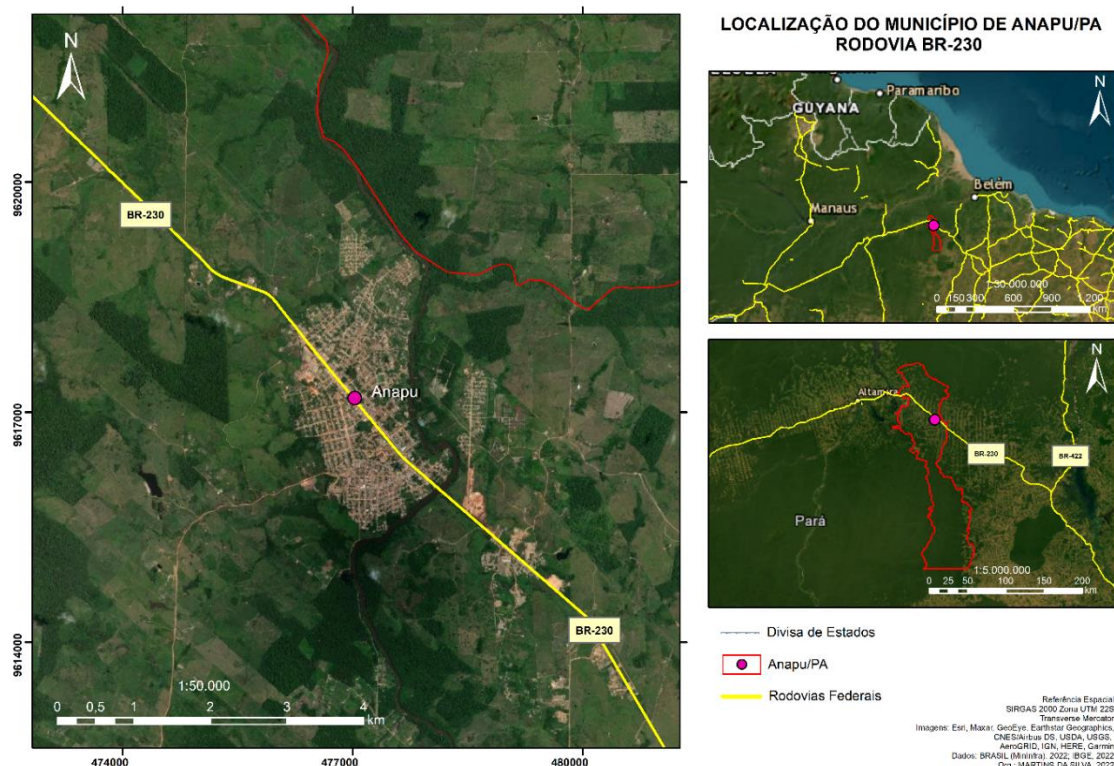 LOCALIZAÇÃO DO MUNICÍPIO DE ANAPU/PA
RODOVIA BR-230
N
BR-230
Anapu
BR-230
1:50.000
0 0,5 1 2 3 4
km
9620000
9617000
9614000
474000 477000 480000
N
Paramaribo
GUYANA
Belém
Manaus
30 000.000
0 150 300 600 900 1 200
km
N
Altamira
BR-230
BR-422
Pará
1:5.000.000
0 25 50 100 150 200
km
Divisa de Estados
Anapu/PA
Rodovias Federais
Referência Espacial
SIRGAS 2000 Zona UTM 22S
Transverse Mercator
Imagens: Esri, Maxar, GeoEye, Earthstar Geographics,
CNES/Airbus DS, USDA, USGS,
AeroGRID, IGN, HERE, Garmin
Dados: BRASIL (MinInfra), 2022; IBGE, 2022
Org.: MARTINS DA SILVA, 2022